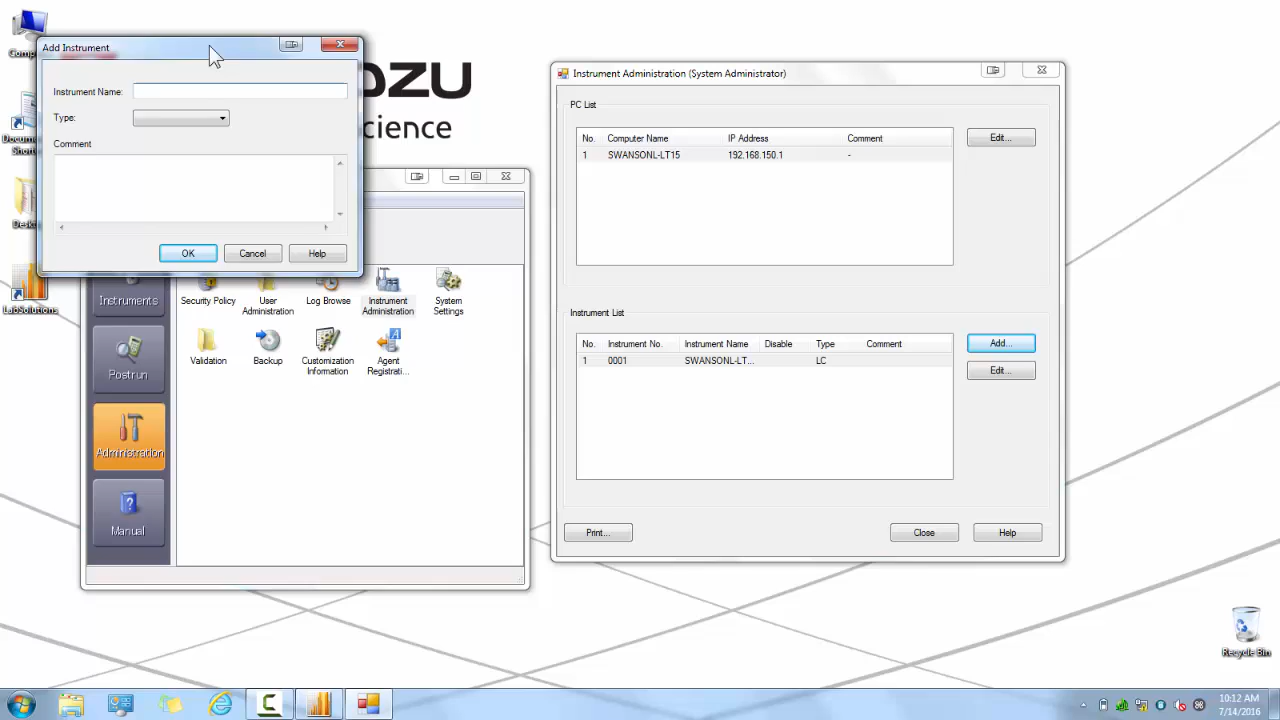 Add Instrument
Instrument Name:
Type:
Comment
OK
Cancel
Help
cience
Instrument Administration (System Administrator)
PC List
No. Computer Name IP Address Comment
1 SWANSONL-LT15 192.168.150.1 -
Edit...
Instrument List
No. Instrument No. Instrument Name Disable Type Comment
1 0001 SWANSONL-LT... LC
Add...
Edit...
Print...
Close
Help
Instruments
Postrun
Administration
Manual
Security Policy
User
Administration
Log Browse
Instrument
Administration
System
Settings
Validation
Backup
Customization
Information
Agent
Registrati...
LabSolutions
Recycle Bin
10:12 AM
7/14/2016